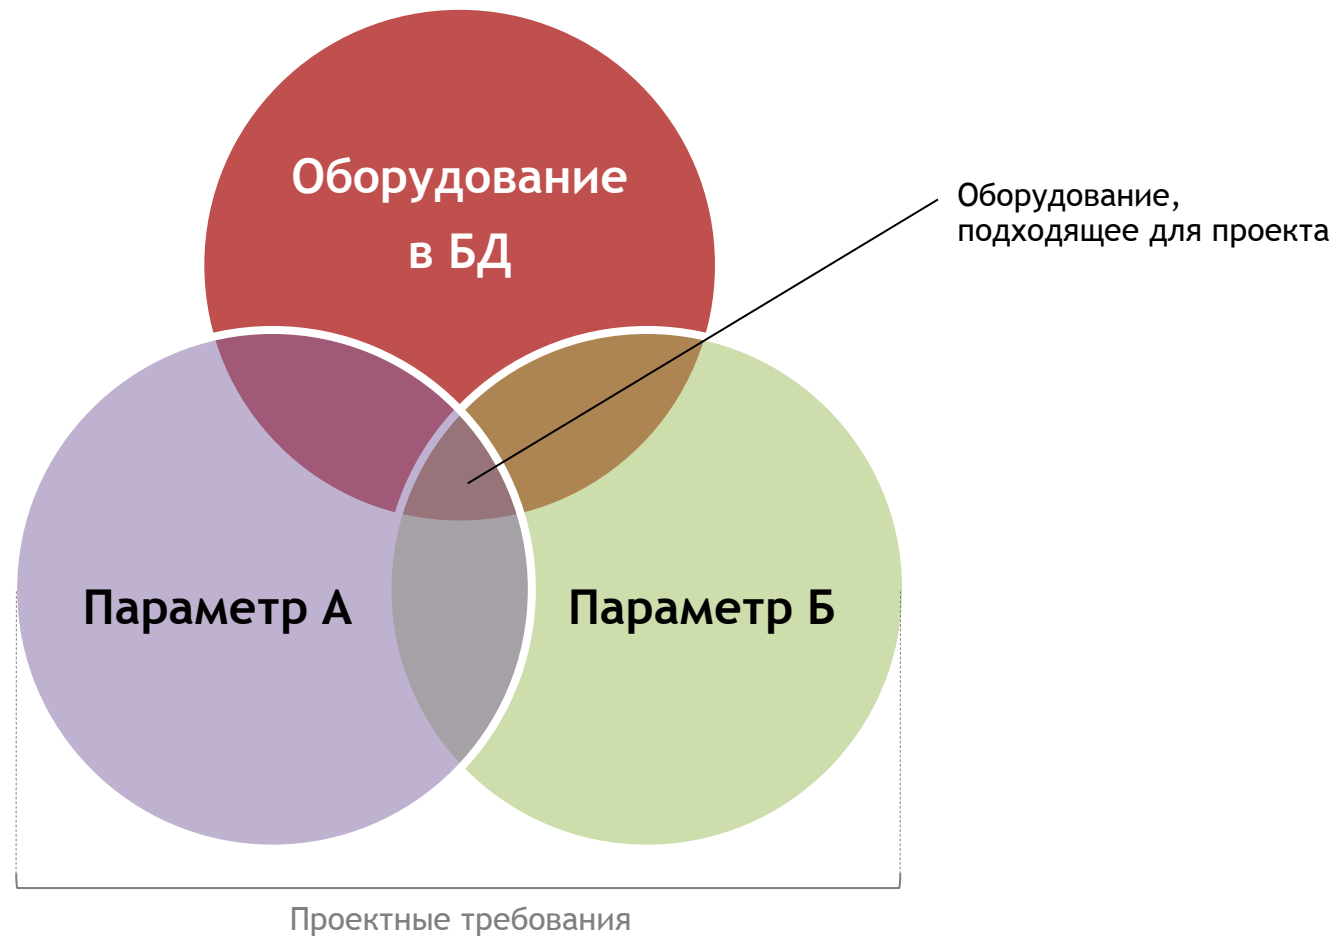 Оборудование
в БД
Оборудование,
подходящее для проекта
Параметр А
Параметр Б
Проектные требования